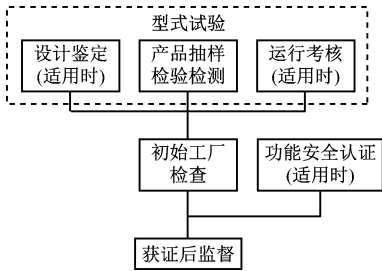 型式试验
设计鉴定
(适用时)
产品抽样
检验检测
运行考核
(适用时)
初始工厂
检查
功能安全认证
(适用时)
获证后监督